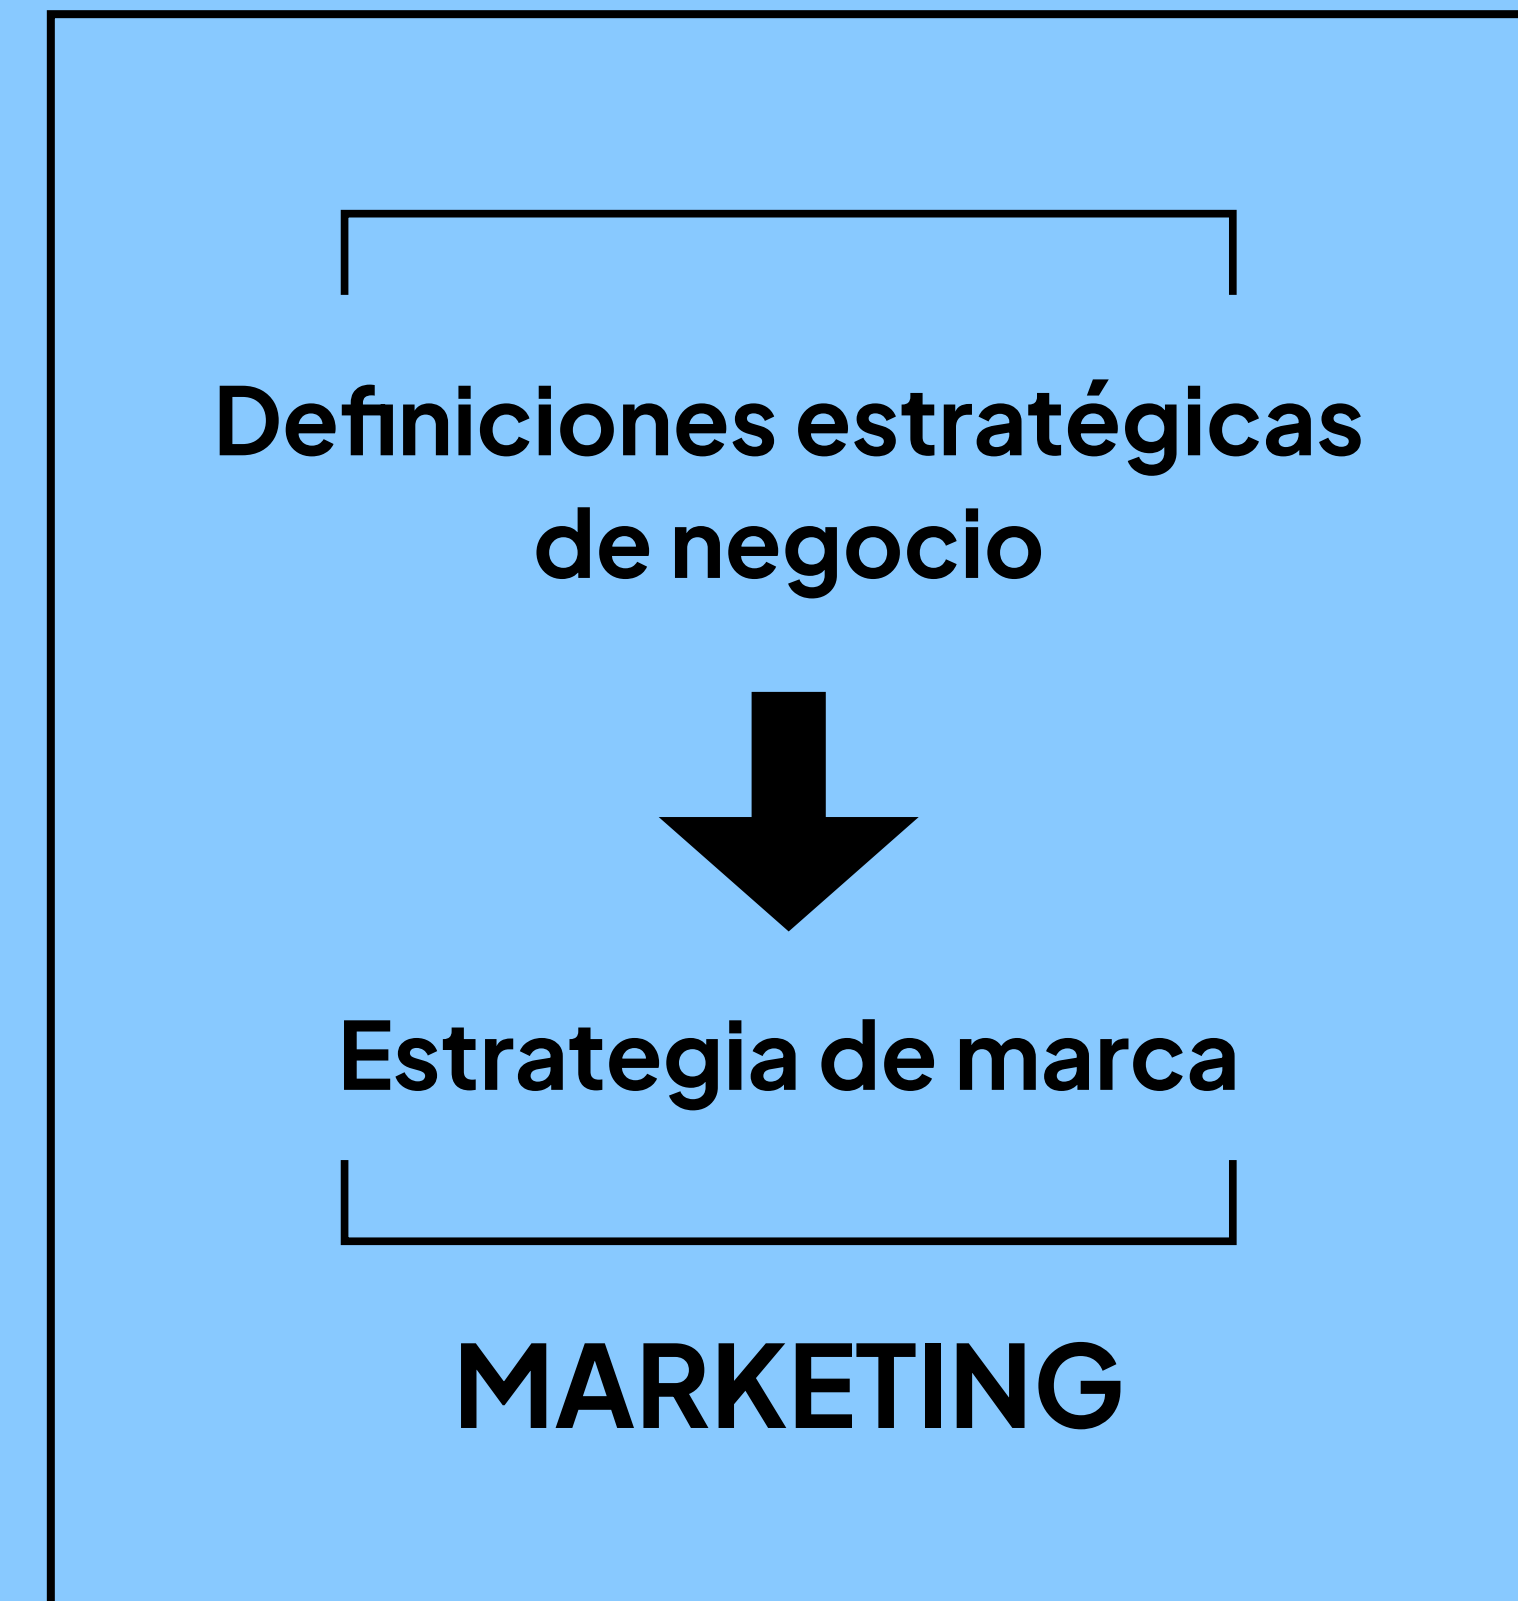 Definiciones estratégicas
de negocio
Estrategia de marca
MARKETING